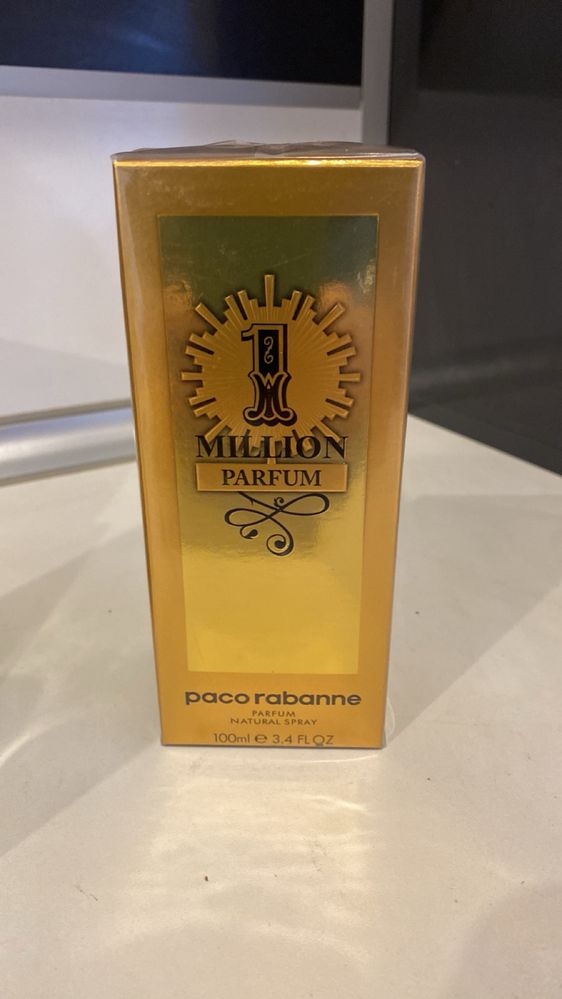 1
MILLION
PARFUM
paco rabanne
PARFUM
NATURAL SPRAY
100ml e 3.4 FL OZ